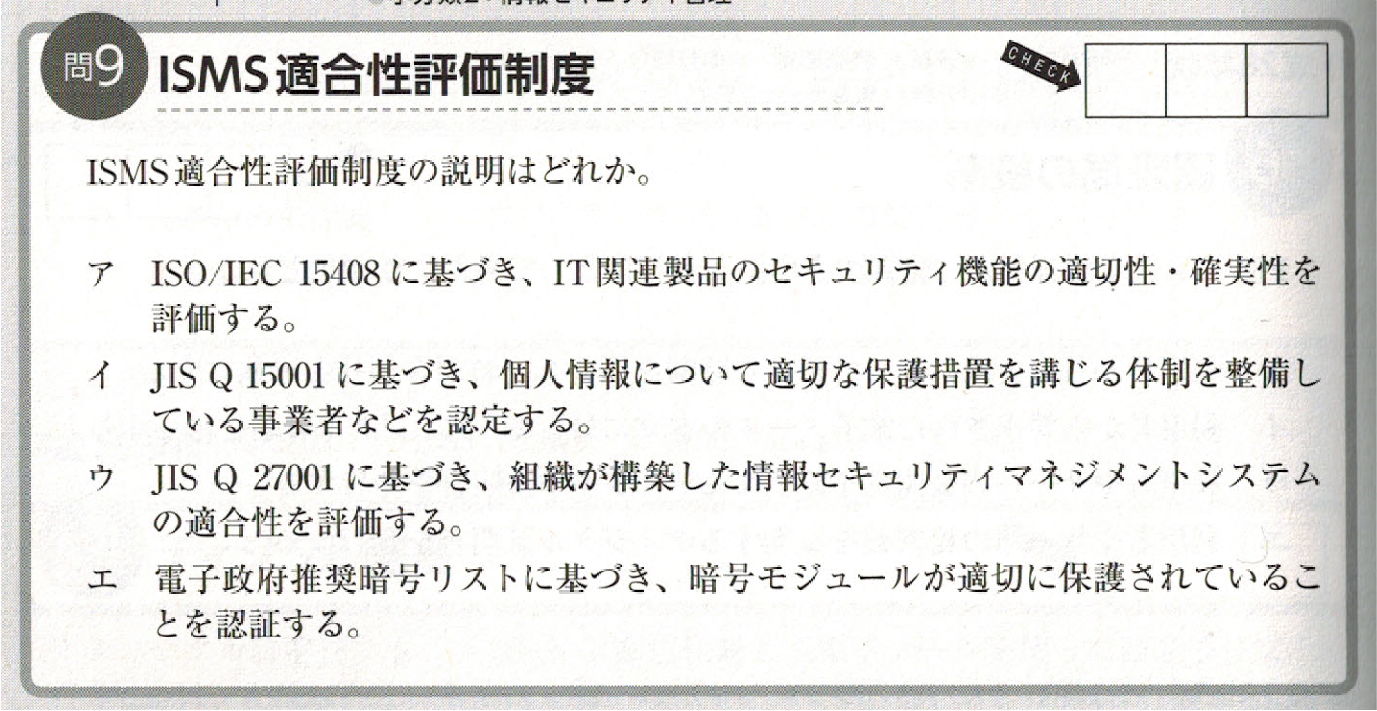 問9 ISMS適合性評価制度
CHECK
ISMS適合性評価制度の説明はどれか。
ア ISO/IEC 15408に基づき、IT関連製品のセキュリティ機能の適切性・確実性を
評価する。
イ JIS Q 15001に基づき、個人情報について適切な保護措置を講じる体制を整備し
ている事業者などを認定する。
ウ JIS Q 27001に基づき、組織が構築した情報セキュリティマネジメントシステム
の適合性を評価する。
エ 電子政府推奨暗号リストに基づき、暗号モジュールが適切に保護されているこ
とを認証する。